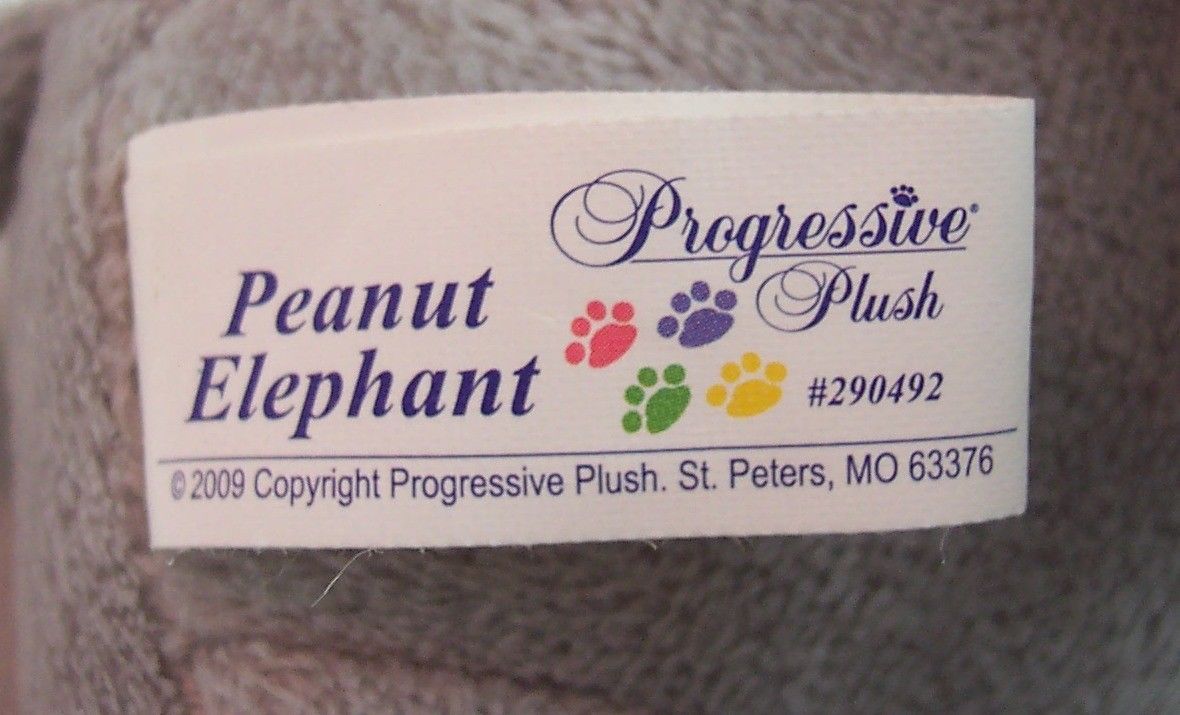 Progressive®
Plush
Peanut
Elephant
#290492
© 2009 Copyright Progressive Plush. St. Peters, MO 63376